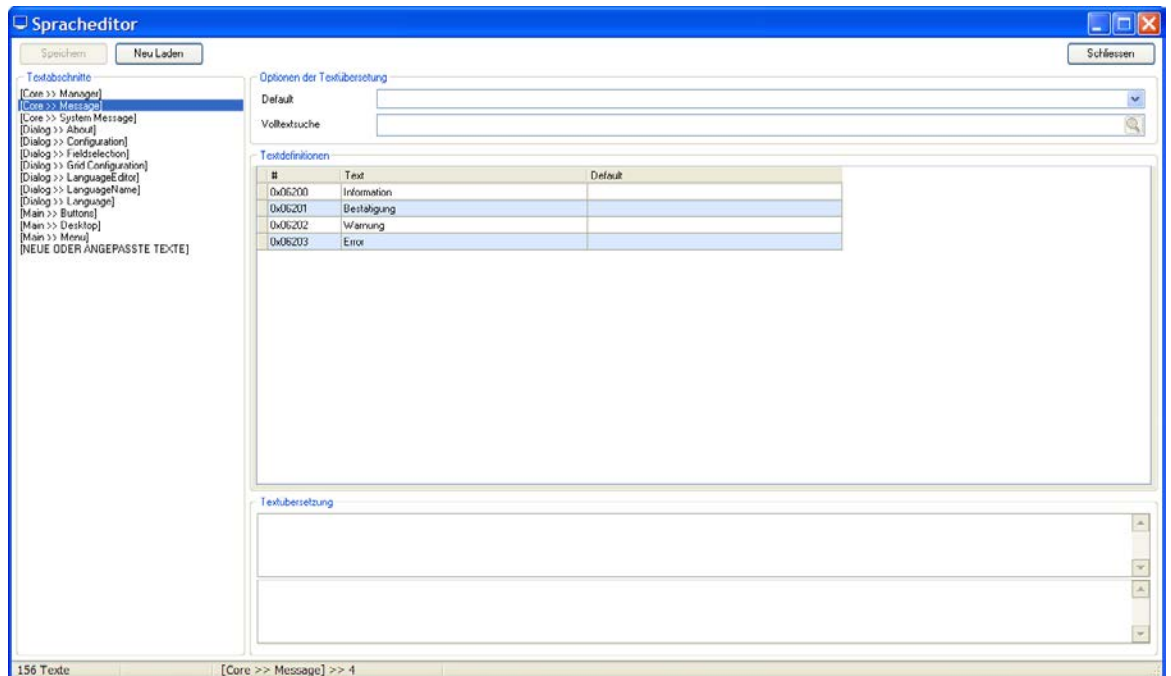 Spracheditor
Speichern
Neu Laden
Schliessen
Textabschnitte
[Core >> Manager]
[Core >> Message]
[Core >> System Message]
[Dialog >> About]
[Dialog >> Configuration]
[Dialog >> Fieldselection]
[Dialog >> Grid Configuration]
[Dialog >> LanguageEditor]
[Dialog >> LanguageName]
[Dialog >> Language]
[Main >> Buttons]
[Main >> Desktop]
[Main >> Menu]
[NEUE ODER ANGEPASSTE TEXTE]
Optionen der Textübersetung
Default
Volltextsuche
Textdefinitionen
# Text Default
0x06200 Information
0x06201 Bestätigung
0x06202 Warnung
0x06203 Error
Textübersetzung
156 Texte [Core >> Message] >> 4